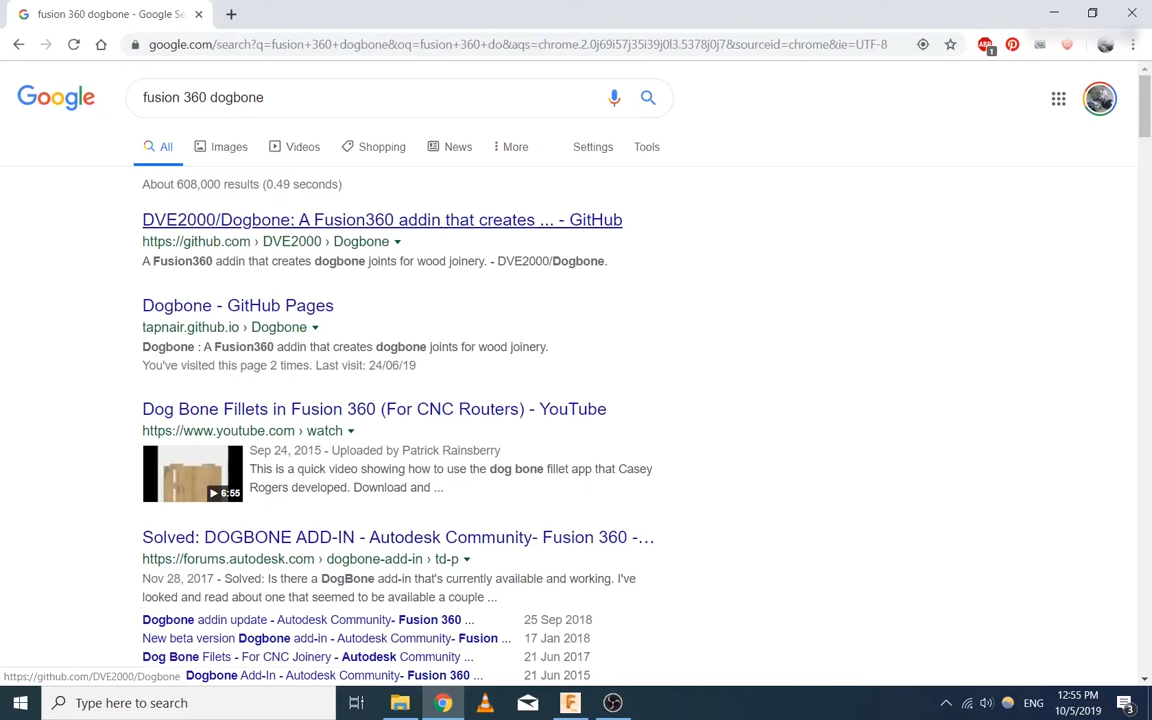 fusion 360 dogbone - Google Se
google.com/search?q=fusion+360+dogbone&oq=fusion+360+do&aqs=chrome.2.0j69i57j35i39j0l3.5378j0j7&sourceid=chrome&ie=UTF-8
ABP
1
Google
fusion 360 dogbone
All
Images
Videos
Shopping
News
More
Settings
Tools
About 608,000 results (0.49 seconds)
DVE2000/Dogbone: A Fusion360 addin that creates ... - GitHub
https://github.com › DVE2000 › Dogbone
A Fusion360 addin that creates dogbone joints for wood joinery. - DVE2000/Dogbone.
Dogbone - GitHub Pages
tapnair.github.io › Dogbone
Dogbone : A Fusion360 addin that creates dogbone joints for wood joinery.
You've visited this page 2 times. Last visit: 24/06/19
Dog Bone Fillets in Fusion 360 (For CNC Routers) - YouTube
https://www.youtube.com › watch
6:55
Sep 24, 2015 - Uploaded by Patrick Rainsberry
This is a quick video showing how to use the dog bone fillet app that Casey
Rogers developed. Download and ...
Solved: DOGBONE ADD-IN - Autodesk Community- Fusion 360 -...
https://forums.autodesk.com › dogbone-add-in › td-p
Nov 28, 2017 - Solved: Is there a DogBone add-in that's currently available and working. I've
looked and read about one that seemed to be available a couple ...
Dogbone addin update - Autodesk Community- Fusion 360 ... 25 Sep 2018
New beta version Dogbone add-in - Autodesk Community- Fusion ... 17 Jan 2018
Dog Bone Filets - For CNC Joinery - Autodesk Community ... 21 Jun 2017
Dogbone Add-In - Autodesk Community- Fusion 360 ... 21 Jun 2015
https://github.com/DVE2000/Dogbone
Type here to search
ENG
12:55 PM
10/5/2019
3